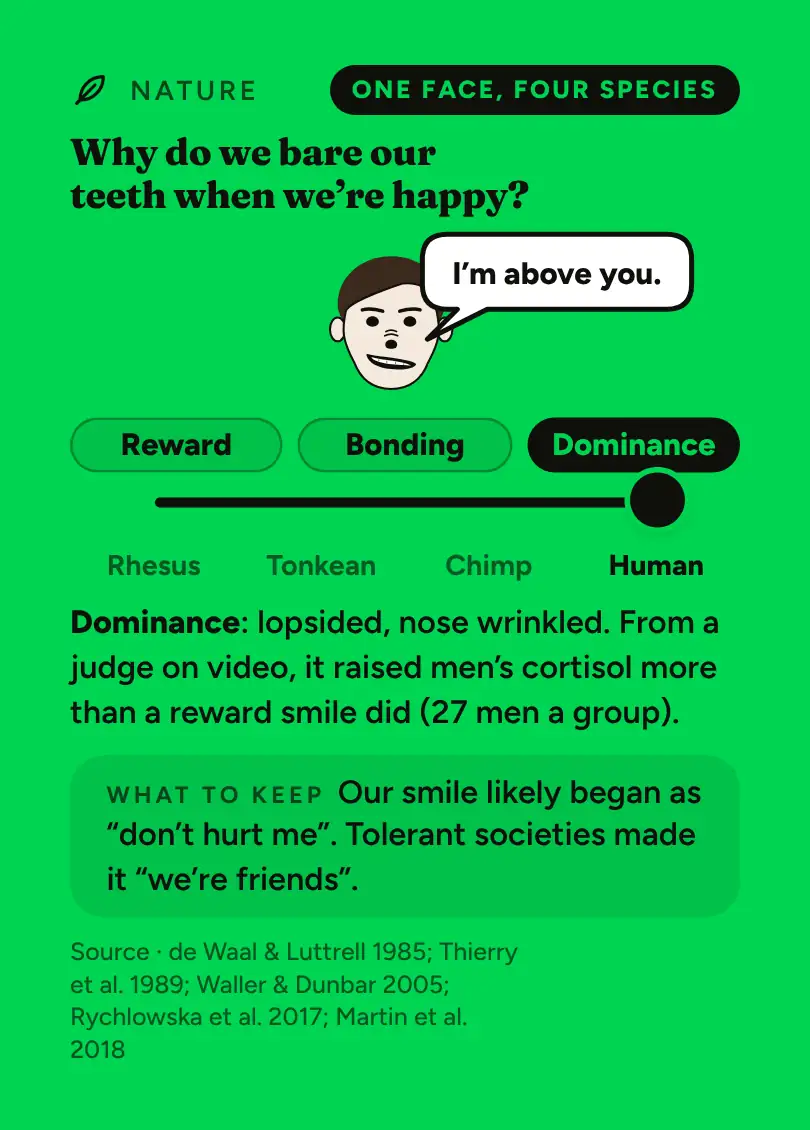 NATURE
ONE FACE, FOUR SPECIES
Why do we bare our
teeth when we’re happy?
I’m above you.
Reward
Bonding
Dominance
Rhesus
Tonkean
Chimp
Human
Dominance: lopsided, nose wrinkled. From a
judge on video, it raised men’s cortisol more
than a reward smile did (27 men a group).
WHAT TO KEEP Our smile likely began as
“don’t hurt me”. Tolerant societies made
it “we’re friends”.
Source · de Waal & Luttrell 1985; Thierry
et al. 1989; Waller & Dunbar 2005;
Rychlowska et al. 2017; Martin et al.
2018